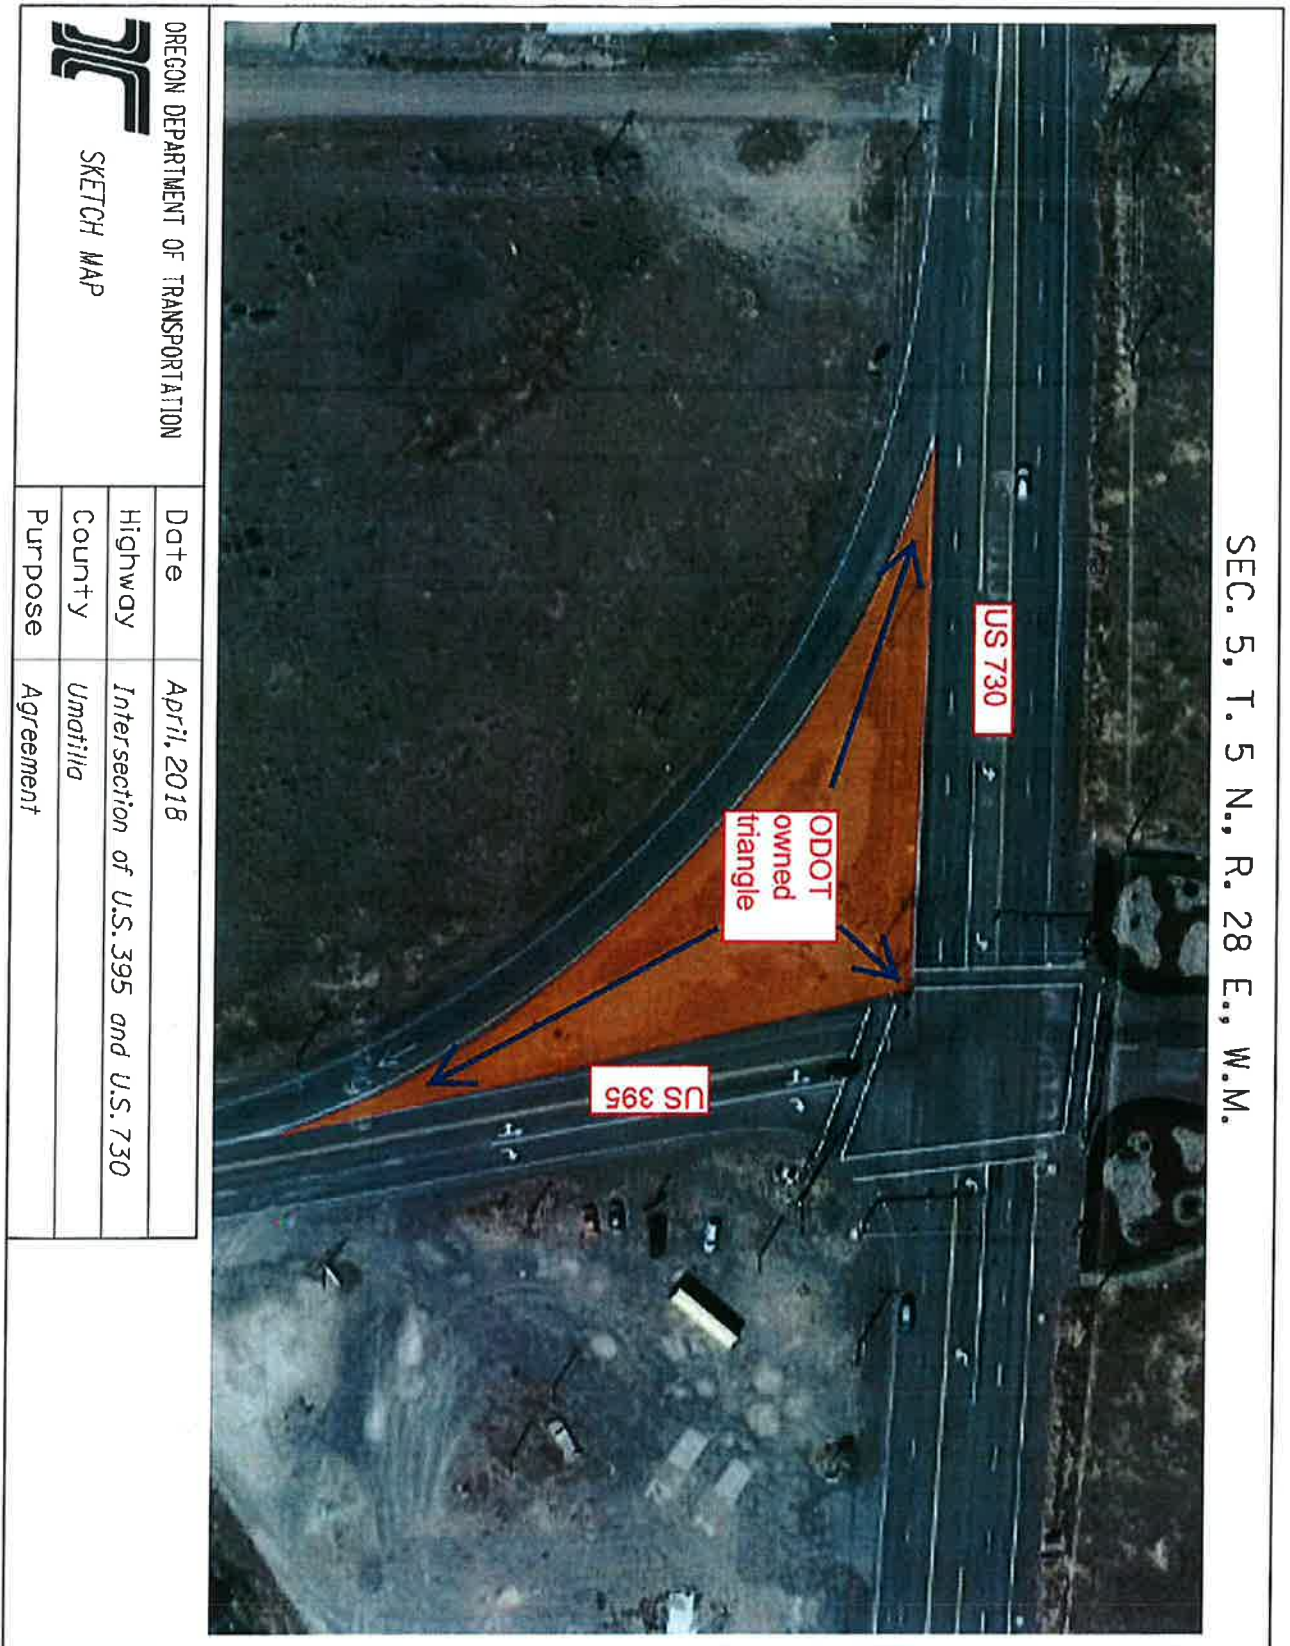 SEC. 5, T. 5 N., R. 28 E., W.M.
US 730
ODOT
owned
triangle
US 395
OREGON DEPARTMENT OF TRANSPORTATION
SKETCH MAP
Date April, 2018
Highway Intersection of U.S. 395 and U.S. 730
County Umatilla
Purpose Agreement